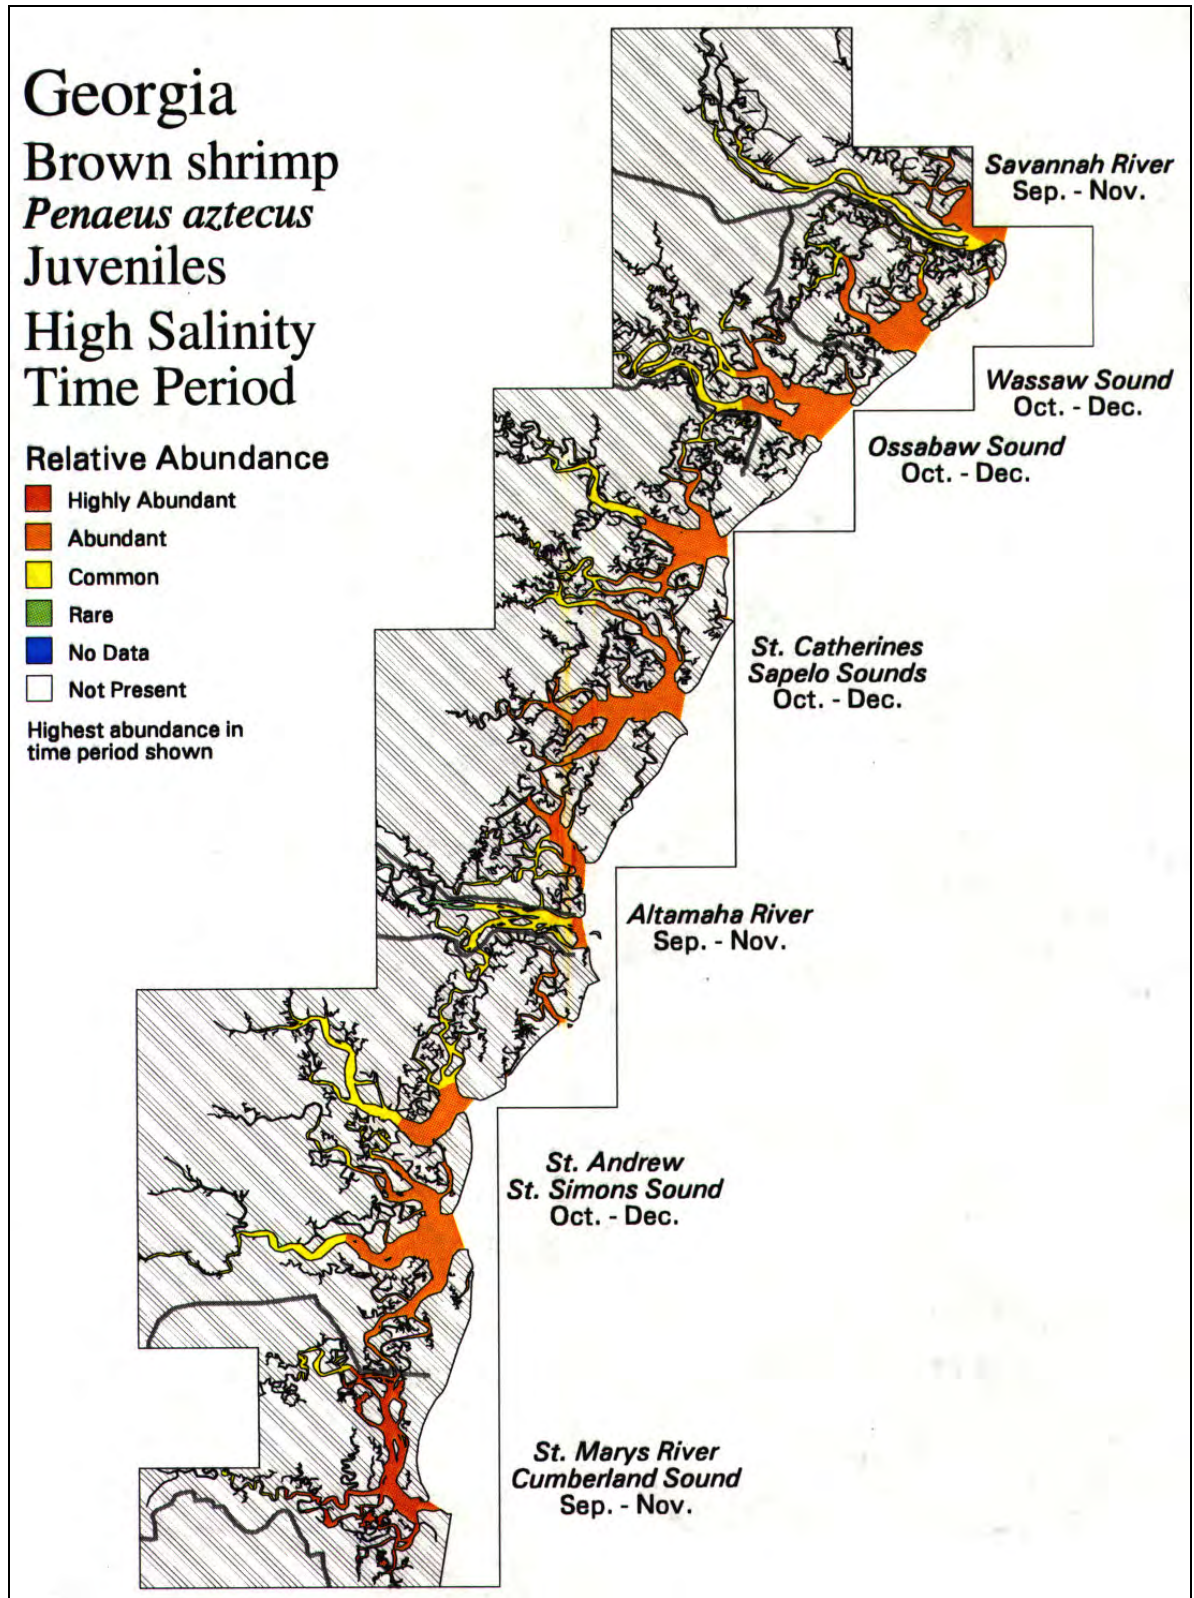 Georgia
Brown shrimp
Penaeus aztecus
Juveniles
High Salinity
Time Period
Relative Abundance
Highly Abundant
Abundant
Common
Rare
No Data
Not Present
Highest abundance in
time period shown
Savannah River
Sep. - Nov.
Wassaw Sound
Oct. - Dec.
Ossabaw Sound
Oct. - Dec.
St. Catherines
Sapelo Sounds
Oct. - Dec.
Altamaha River
Sep. - Nov.
St. Andrew
St. Simons Sound
Oct. - Dec.
St. Marys River
Cumberland Sound
Sep. - Nov.